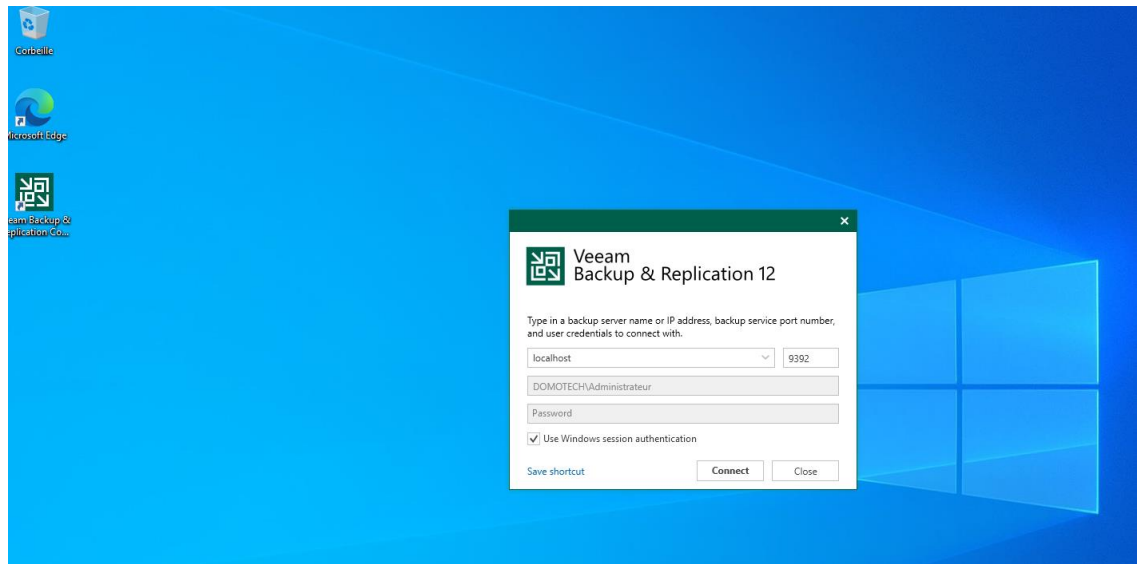 Corbeille
Microsoft Edge
eam Backup &
eplication Co...
Veeam
Backup & Replication 12
Type in a backup server name or IP address, backup service port number,
and user credentials to connect with.
localhost
9392
DOMOTECH\Administrateur
Password
Use Windows session authentication
Save shortcut
Connect
Close